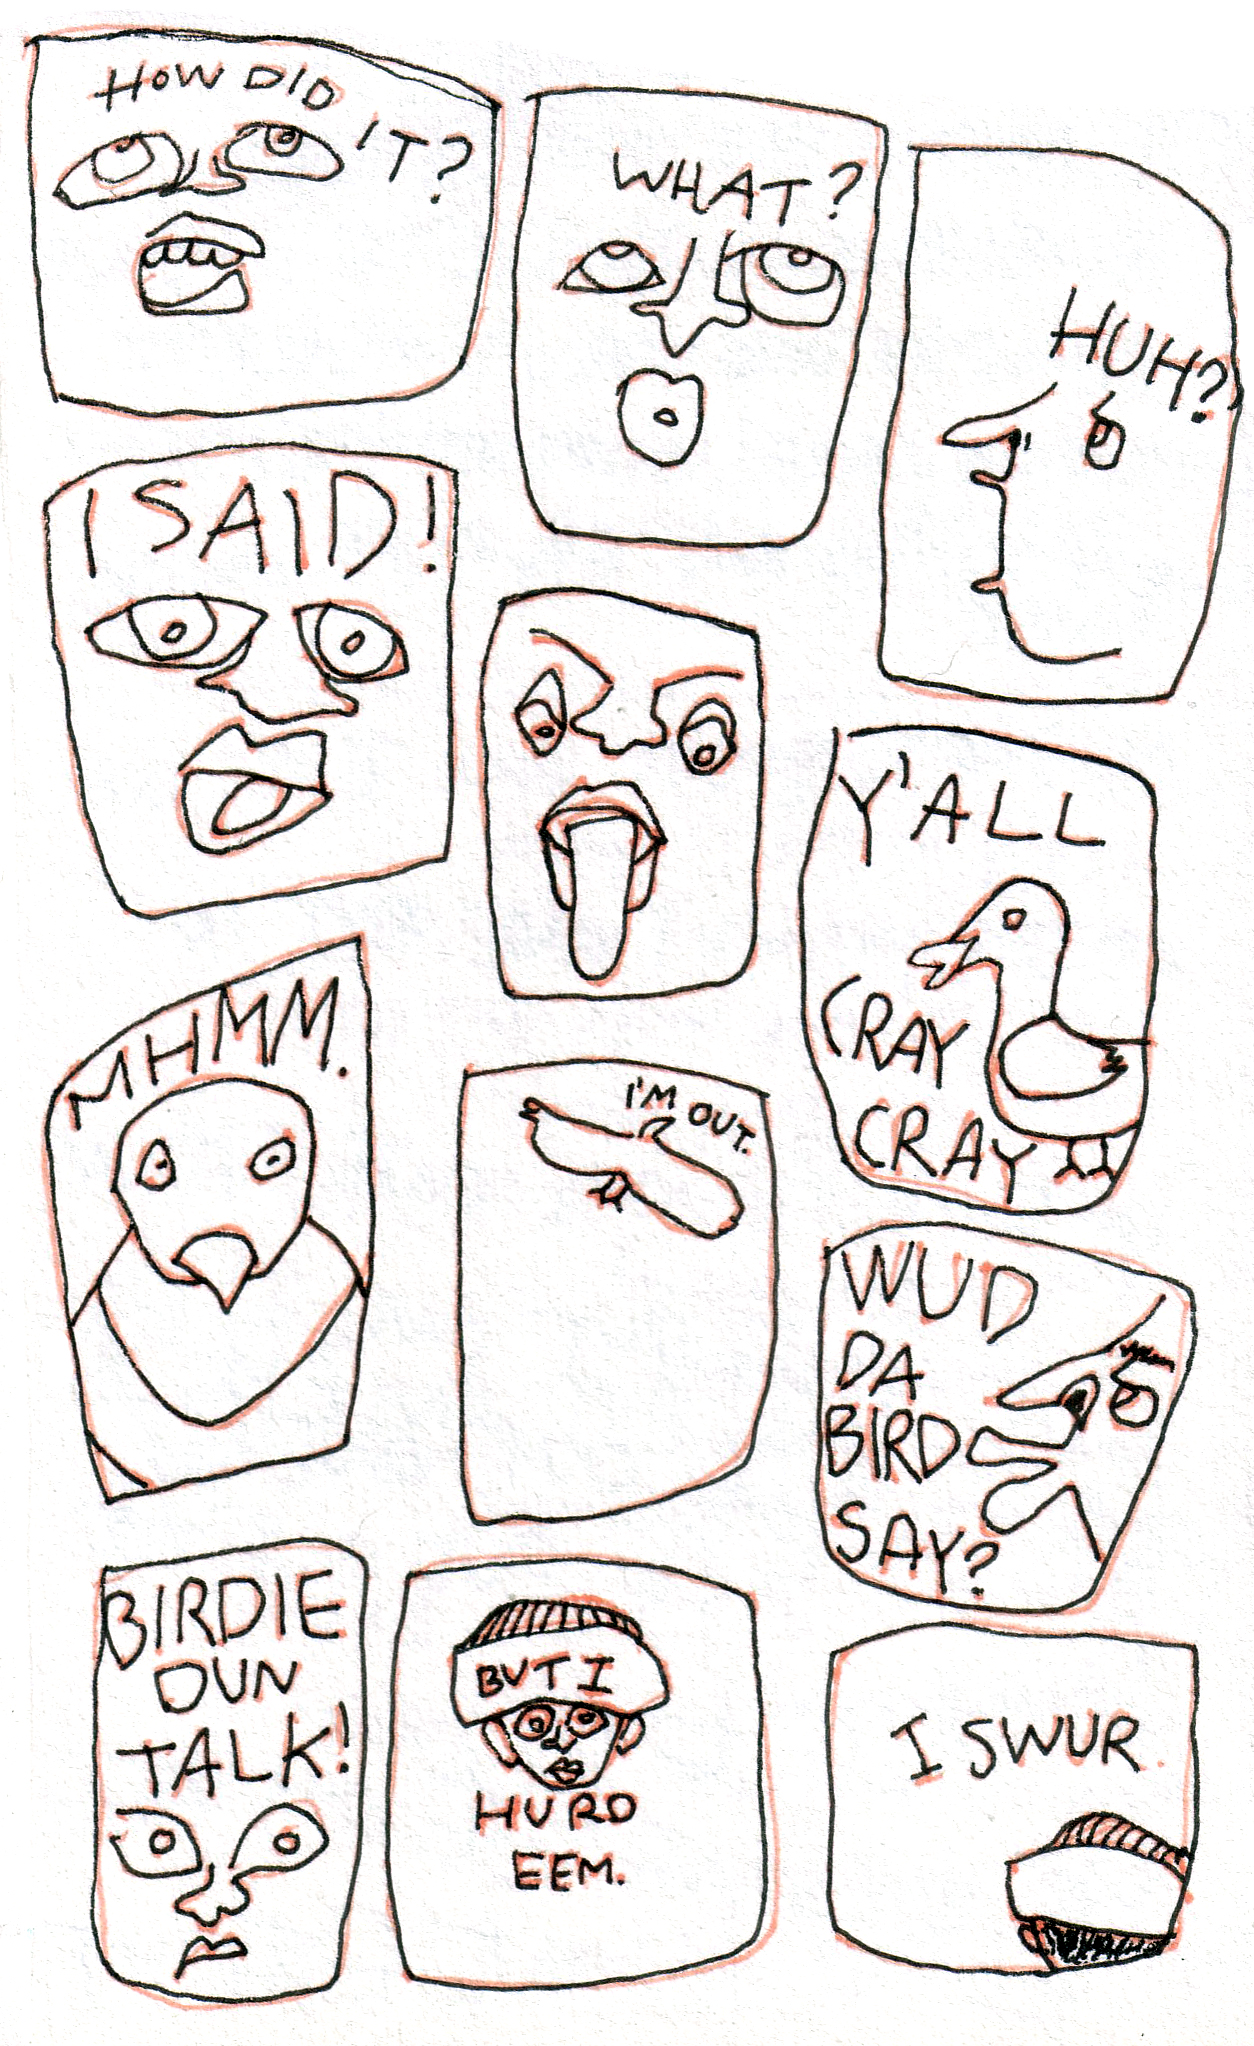 HOW DID
'T?
WHAT?
HUH?
I SAID!
Y'ALL
CRAY
CRAY
MHMM.
I'M OUT.
WUD
DA
BIRD
SAY?
BIRDIE
DUN
TALK!
BUT I
HURD
EEM.
I SWUR.